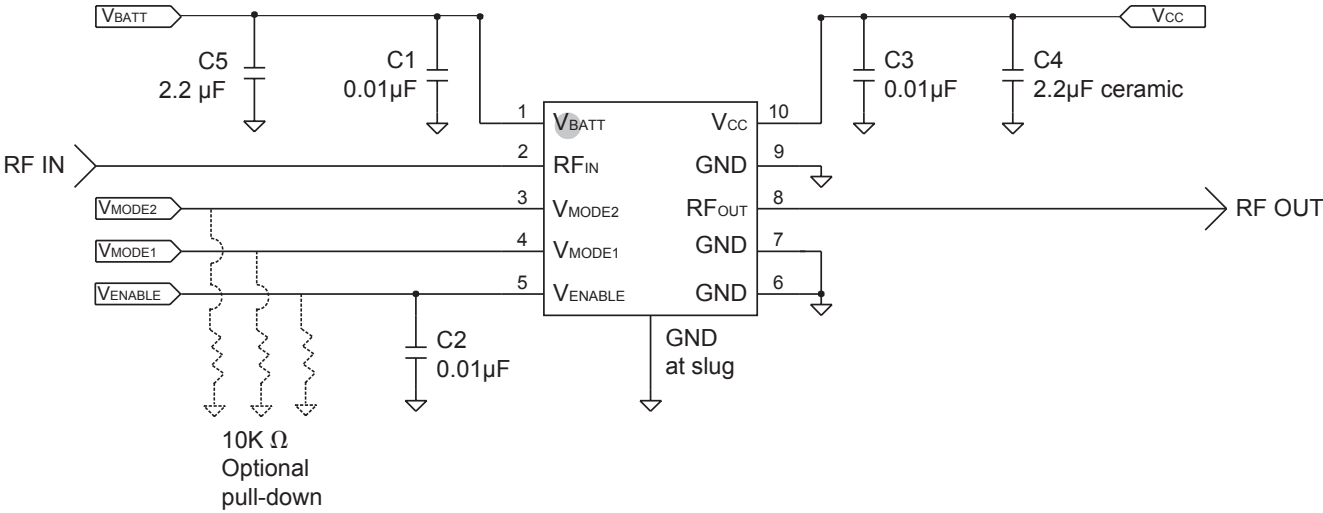 VBATT
VCC
C5
2.2 µF
C1
0.01µF
C3
0.01µF
C4
2.2µF ceramic
1
VBATT
VCC
10
RF IN
2
RFIN
GND
9
VMODE2
3
VMODE2
RFOUT
8
RF OUT
VMODE1
4
VMODE1
GND
7
VENABLE
5
VENABLE
GND
6
C2
0.01µF
GND
at slug
10K Ω
Optional
pull-down